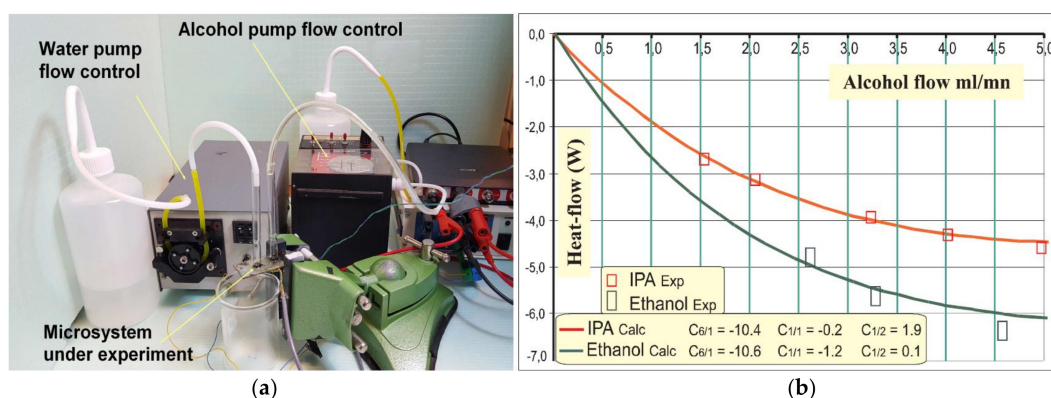 Alcohol pump flow control
Water pump
flow control
Microsystem
under experiment
(a)
0,0
0,5
1.0
1.5
2.0
2.5
3.0
3.5
4.0
4.5
5.0
Alcohol flow ml/mn
-1,0
-2,0
-3,0
-4,0
-5,0
-6,0
-7,0
Heat-flow (W)
IPA Exp
Ethanol Exp
IPA Calc C6/1 = -10.4 C1/1 = -0.2 C1/2 = 1.9
Ethanol Calc C6/1 = -10.6 C1/1 = -1.2 C1/2 = 0.1
(b)